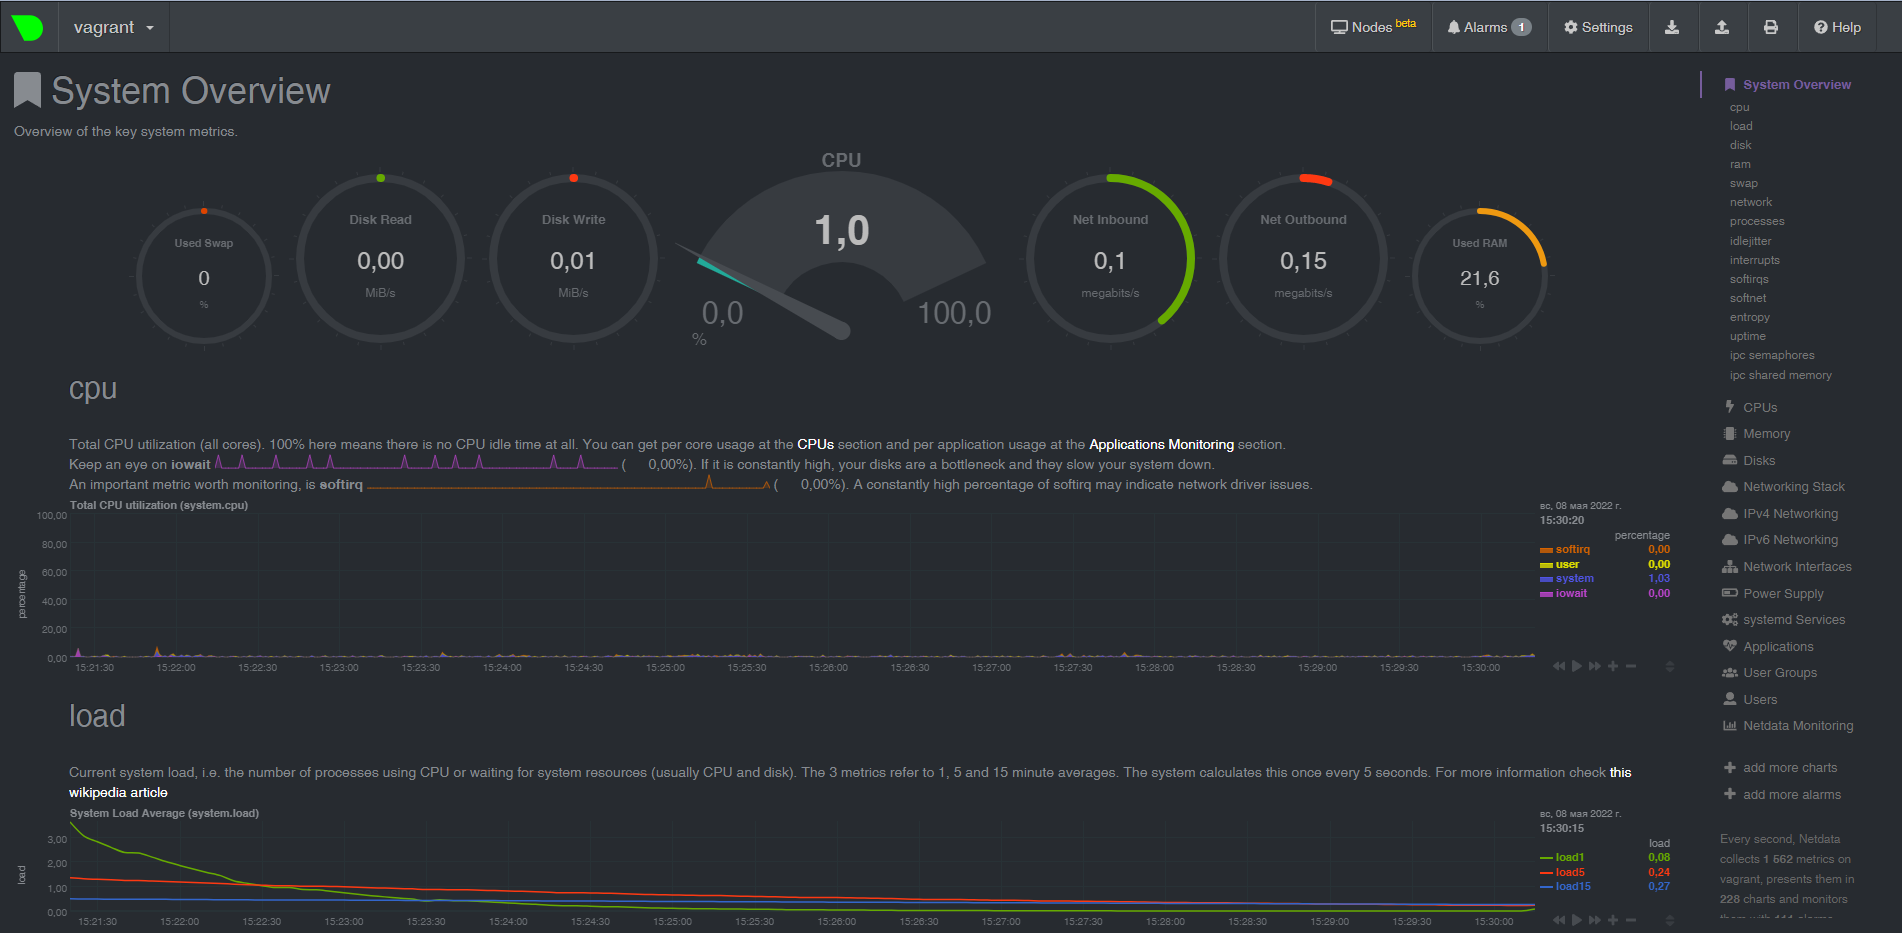 vagrant
Nodes beta
Alarms 1
Settings
Help
System Overview
Overview of the key system metrics.
Used Swap
0
%
Disk Read
0,00
MiB/s
Disk Write
0,01
MiB/s
CPU
1,0
0,0
100,0
%
Net Inbound
0,1
megabits/s
Net Outbound
0,15
megabits/s
Used RAM
21,6
%
cpu
Total CPU utilization (all cores). 100% here means there is no CPU idle time at all. You can get per core usage at the CPUs section and per application usage at the Applications Monitoring section.
Keep an eye on iowait ( 0,00%). If it is constantly high, your disks are a bottleneck and they slow your system down.
An important metric worth monitoring, is softirq ( 0,00%). A constantly high percentage of softirq may indicate network driver issues.
Total CPU utilization (system.cpu)
вс, 08 мая 2022 г.
15:30:20
percentage
softirq 0,00
user 0,00
system 1,03
iowait 0,00
percentage
100,00
80,00
60,00
40,00
20,00
0,00
15:21:30 15:22:00 15:22:30 15:23:00 15:23:30 15:24:00 15:24:30 15:25:00 15:25:30 15:26:00 15:26:30 15:27:00 15:27:30 15:28:00 15:28:30 15:29:00 15:29:30 15:30:00
load
Current system load, i.e. the number of processes using CPU or waiting for system resources (usually CPU and disk). The 3 metrics refer to 1, 5 and 15 minute averages. The system calculates this once every 5 seconds. For more information check this
wikipedia article
System Load Average (system.load)
вс, 08 мая 2022 г.
15:30:15
load
load1 0,08
load5 0,24
load15 0,27
load
3,00
2,00
1,00
0,00
15:21:30 15:22:00 15:22:30 15:23:00 15:23:30 15:24:00 15:24:30 15:25:00 15:25:30 15:26:00 15:26:30 15:27:00 15:27:30 15:28:00 15:28:30 15:29:00 15:29:30 15:30:00
System Overview
cpu
load
disk
ram
swap
network
processes
idlejitter
interrupts
softirqs
softnet
entropy
uptime
ipc semaphores
ipc shared memory
CPUs
Memory
Disks
Networking Stack
IPv4 Networking
IPv6 Networking
Network Interfaces
Power Supply
systemd Services
Applications
User Groups
Users
Netdata Monitoring
add more charts
add more alarms
Every second, Netdata
collects 1 562 metrics on
vagrant, presents them in
228 charts and monitors